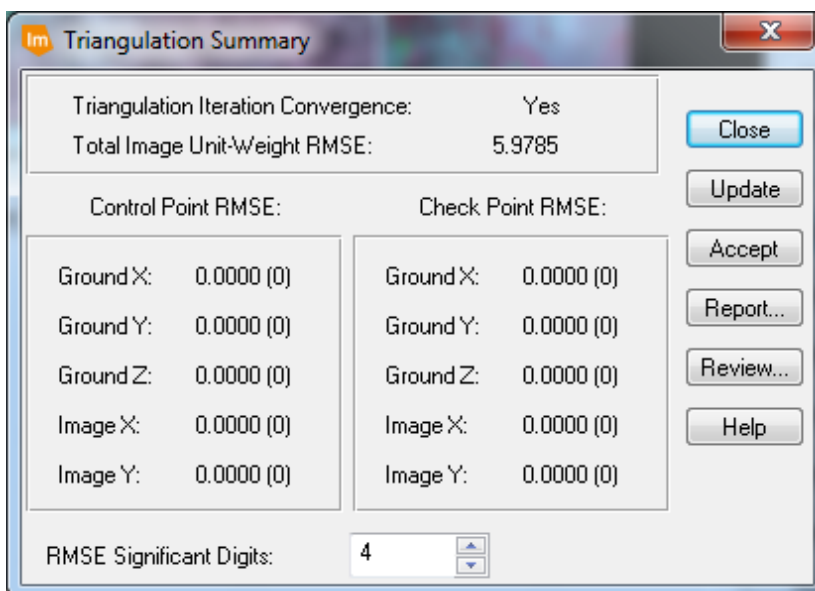 Im Triangulation Summary
Triangulation Iteration Convergence: Yes
Total Image Unit-Weight RMSE: 5.9785
Control Point RMSE:
Ground X: 0.0000 (0)
Ground Y: 0.0000 (0)
Ground Z: 0.0000 (0)
Image X: 0.0000 (0)
Image Y: 0.0000 (0)
Check Point RMSE:
Ground X: 0.0000 (0)
Ground Y: 0.0000 (0)
Ground Z: 0.0000 (0)
Image X: 0.0000 (0)
Image Y: 0.0000 (0)
RMSE Significant Digits: 4
Close
Update
Accept
Report...
Review...
Help